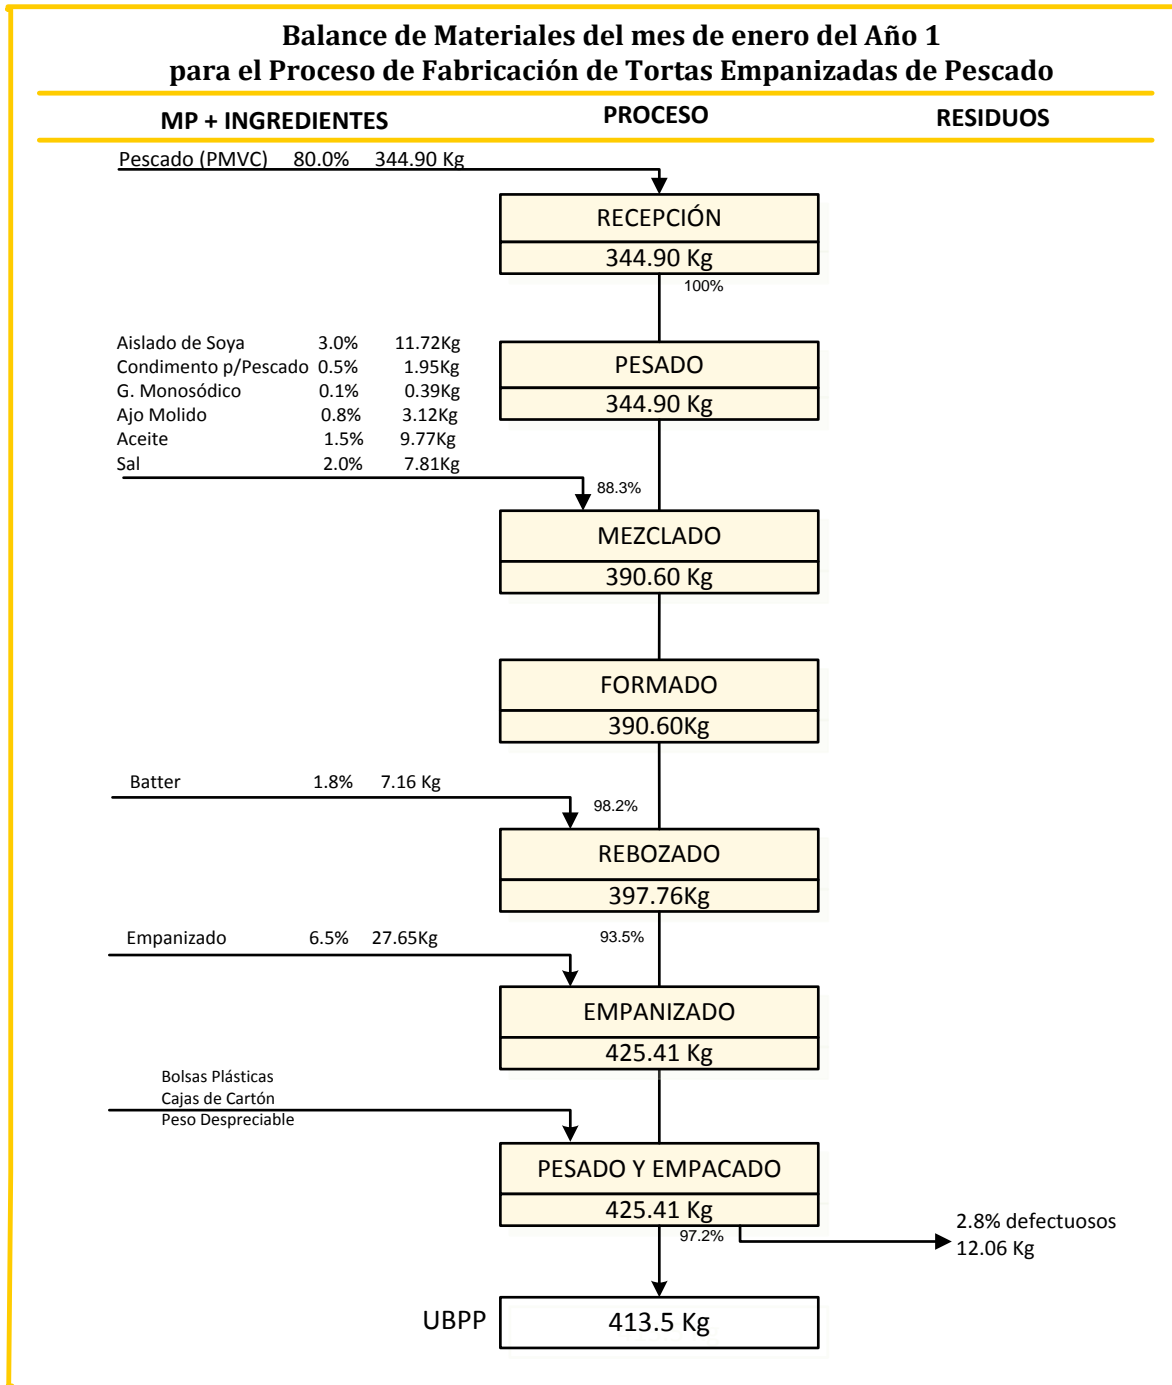 Balance de Materiales del mes de enero del Año 1
para el Proceso de Fabricación de Tortas Empanizadas de Pescado
MP + INGREDIENTES PROCESO RESIDUOS
Pescado (PMVC) 80.0% 344.90 Kg
RECEPCIÓN
344.90 Kg
100%
Aislado de Soya 3.0% 11.72Kg
Condimento p/Pescado 0.5% 1.95Kg
G. Monosódico 0.1% 0.39Kg
Ajo Molido 0.8% 3.12Kg
Aceite 1.5% 9.77Kg
Sal 2.0% 7.81Kg
PESADO
344.90 Kg
88.3%
MEZCLADO
390.60 Kg
FORMADO
390.60Kg
Batter 1.8% 7.16 Kg
98.2%
REBOZADO
397.76Kg
Empanizado 6.5% 27.65Kg
93.5%
EMPANIZADO
425.41 Kg
Bolsas Plásticas
Cajas de Cartón
Peso Despreciable
PESADO Y EMPACADO
425.41 Kg
97.2%
2.8% defectuosos
12.06 Kg
UBPP 413.5 Kg